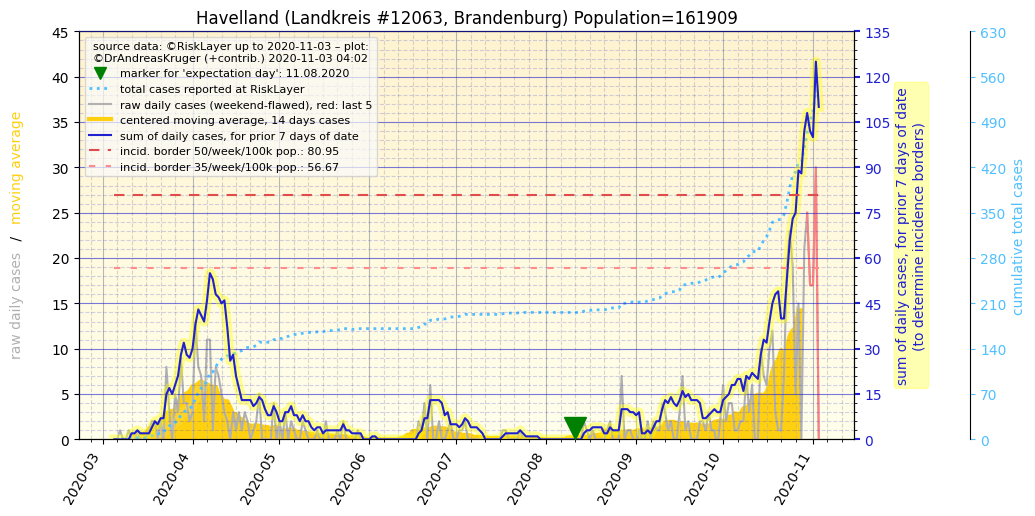 Havelland (Landkreis #12063, Brandenburg) Population=161909
source data: ©RiskLayer up to 2020-11-03 – plot:
©DrAndreasKruger (+contrib.) 2020-11-03 04:02
marker for 'expectation day': 11.08.2020
total cases reported at RiskLayer
raw daily cases (weekend-flawed), red: last 5
centered moving average, 14 days cases
sum of daily cases, for prior 7 days of date
incid. border 50/week/100k pop.: 80.95
incid. border 35/week/100k pop.: 56.67
raw daily cases / moving average
45
40
35
30
25
20
15
10
5
0
2020-03
2020-04
2020-05
2020-06
2020-07
2020-08
2020-09
2020-10
2020-11
135
120
105
90
75
60
45
30
15
0
sum of daily cases, for prior 7 days of date
(to determine incidence borders)
630
560
490
420
350
280
210
140
70
0
cumulative total cases